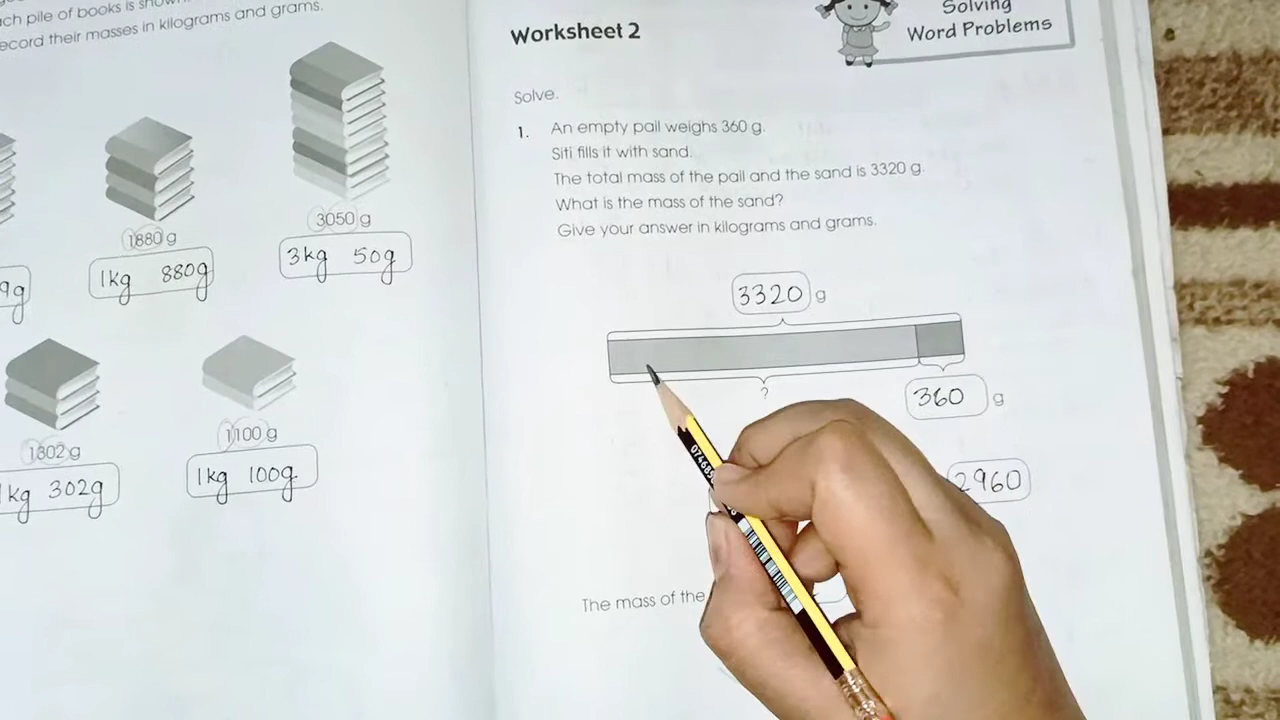 ch pile of books is
ecord their masses in kilograms and grams.
1880 g
1kg 880g
3050 g
3kg 50g
9g
1302 g
1kg 302g
1100 g
1kg 100g
Worksheet 2
Solving
Word Problems
Solve.
1. An empty pail weighs 360 g.
Siti fills it with sand.
The total mass of the pail and the sand is 3320 g.
What is the mass of the sand?
Give your answer in kilograms and grams.
3320 g
?
360 g
2960
The mass of the